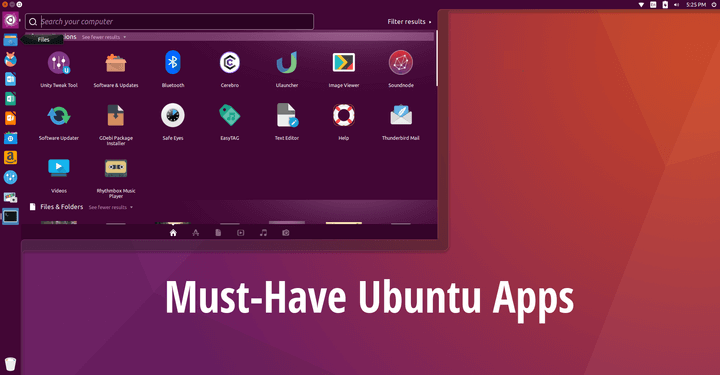 5:25 PM
Search your computer
Filter results
Files
See fewer results
Unity Tweak Tool
Software & Updates
Bluetooth
Cerebro
Ulauncher
Image Viewer
Soundnode
Software Updater
GDebi Package
Installer
Safe Eyes
EasyTAG
Text Editor
Help
Thunderbird Mail
Videos
Rhythmbox Music
Player
Files & Folders
See fewer results
Must-Have Ubuntu Apps